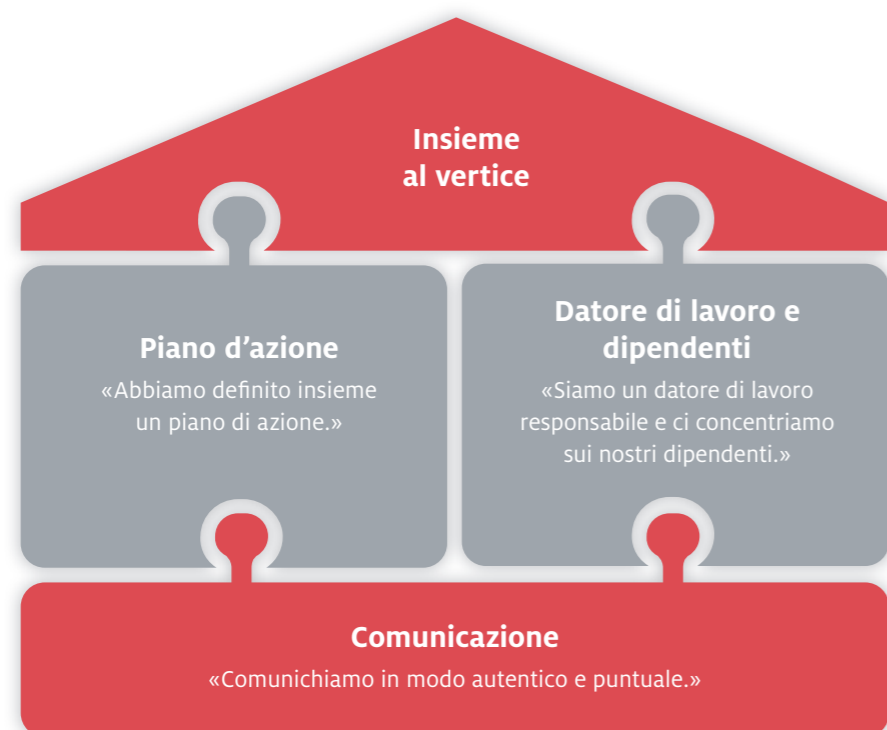 Insieme
al vertice
Piano d’azione
«Abbiamo definito insieme
un piano di azione.»
Datore di lavoro e
dipendenti
«Siamo un datore di lavoro
responsabile e ci concentriamo
sui nostri dipendenti.»
Comunicazione
«Comunichiamo in modo autentico e puntuale.»